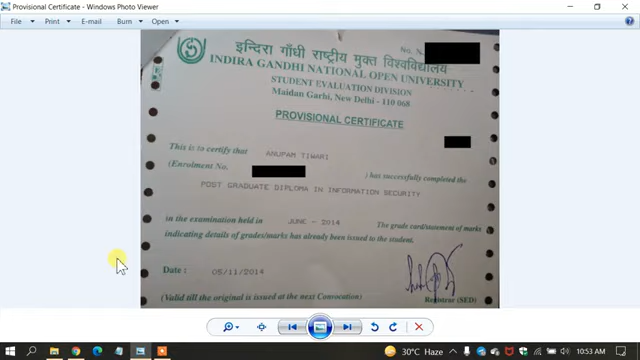 Provisional Certificate - Windows Photo Viewer
File Print E-mail Burn Open
No. N-
इन्दिरा गाँधी राष्ट्रीय मुक्त विश्वविद्यालय
INDIRA GANDHI NATIONAL OPEN UNIVERSITY
STUDENT EVALUATION DIVISION
Maidan Garhi, New Delhi - 110 068
PROVISIONAL CERTIFICATE
This is to certify that ANUPAM TIWARI
(Enrolment No. ) has successfully completed the
POST GRADUATE DIPLOMA IN INFORMATION SECURITY
in the examination held in JUNE - 2014 The grade card/statement of marks
indicating details of grades/marks has already been issued to the student.
Date : 05/11/2014
(Valid till the original is issued at the next Convocation) Registrar (SED)
30°C Haze 10:53 AM